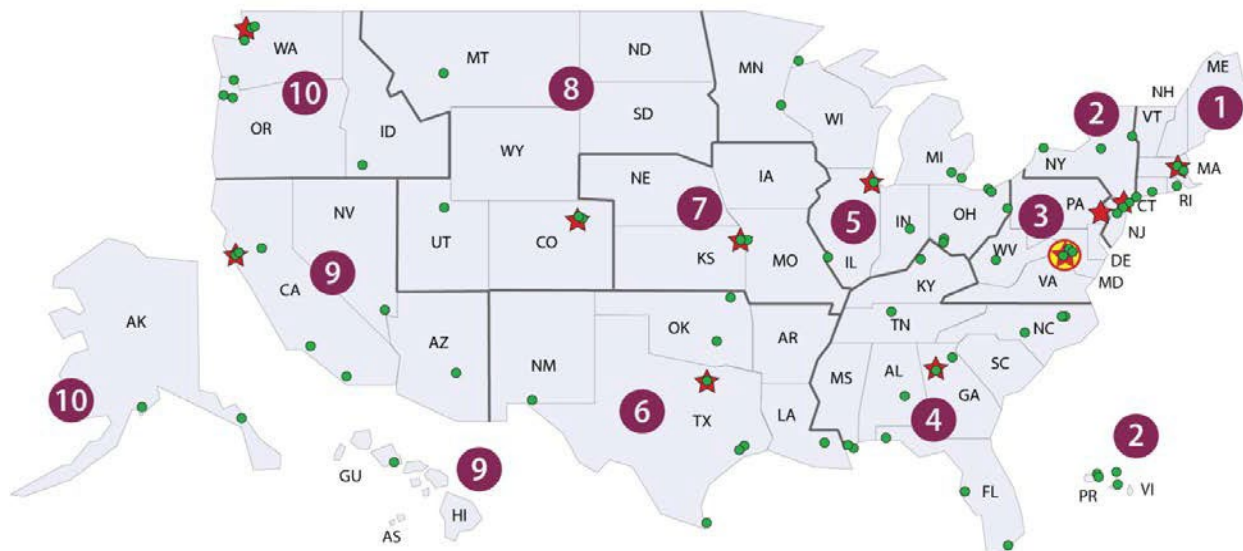 WA
MT
ND
MN
ME
NH
VT
10
8
2
1
OR
ID
SD
WI
MI
NY
MA
WY
NE
IA
PA
CT
RI
7
5
3
NV
UT
CO
KS
MO
IL
IN
OH
WV
NJ
DE
MD
VA
CA
9
KY
AK
AZ
NM
OK
AR
TN
NC
SC
10
6
TX
LA
MS
AL
GA
4
2
GU
9
HI
AS
FL
PR
VI